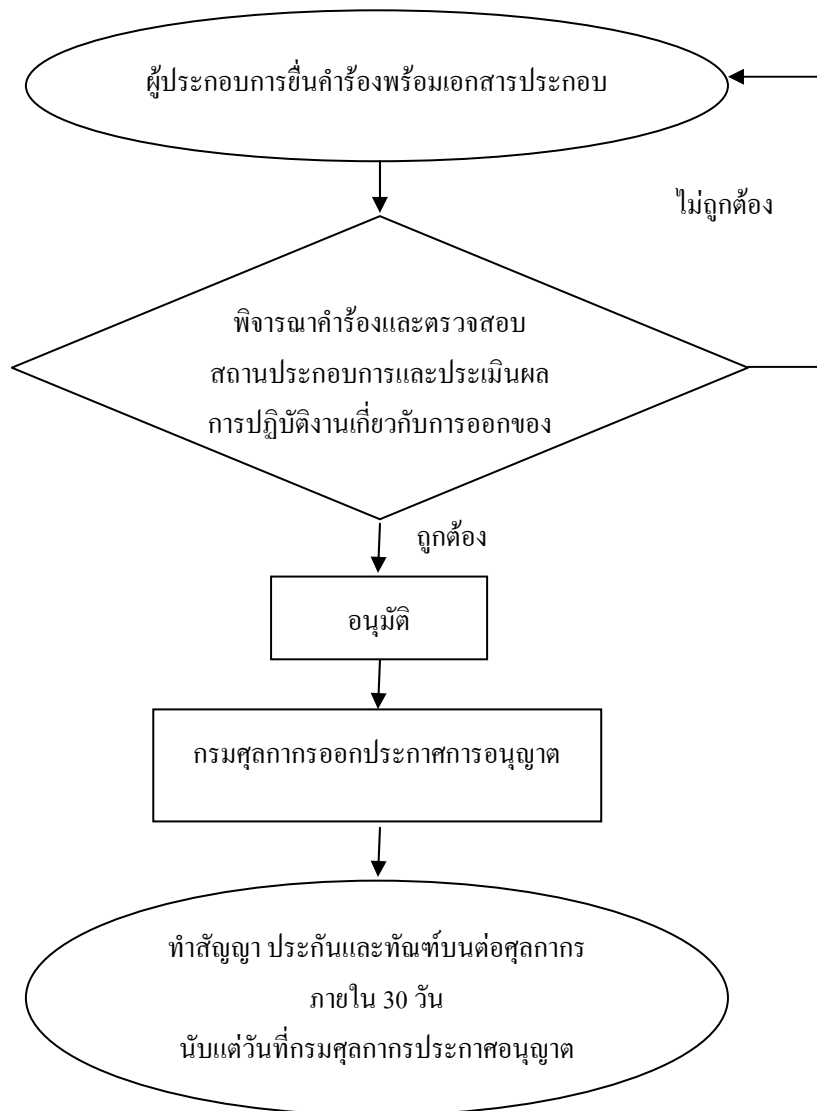 ผู้ประกอบการยื่นคำร้องพร้อมเอกสารประกอบ
ไม่ถูกต้อง
พิจารณาคำร้องและตรวจสอบ
สถานประกอบการและประเมินผล
การปฏิบัติงานเกี่ยวกับการออกของ
ถูกต้อง
อนุมัติ
กรมศุลกากรออกประกาศการอนุญาต
ทำสัญญา ประกันและทัณฑ์บนต่อศุลกากร
ภายใน 30 วัน
นับแต่วันที่กรมศุลกากรประกาศอนุญาต